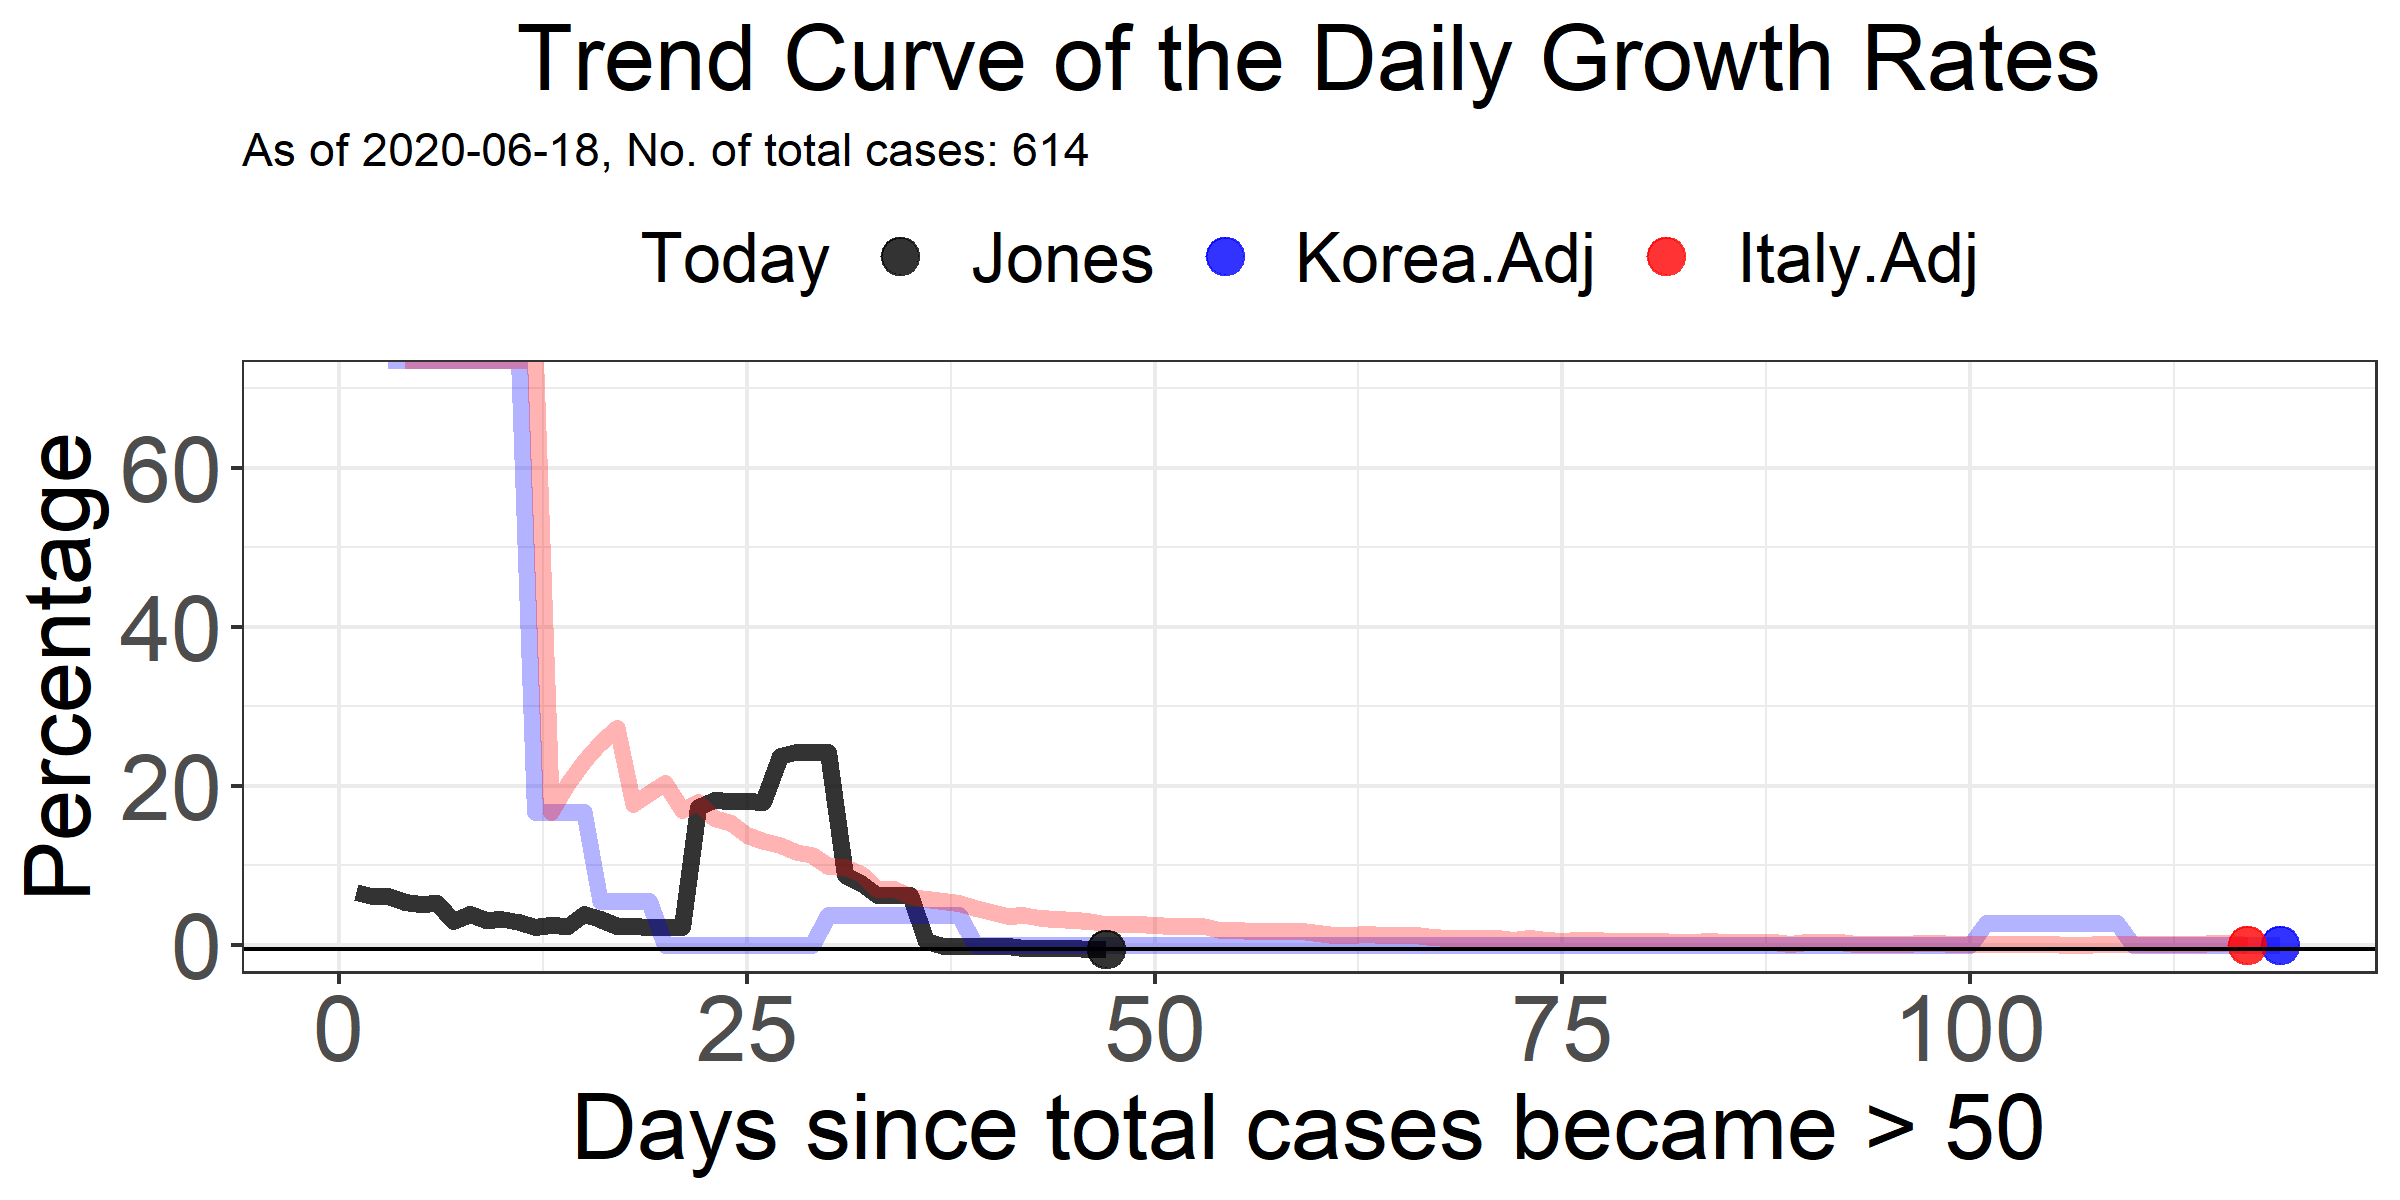 Trend Curve of the Daily Growth Rates
As of 2020-06-18, No. of total cases: 614
Today Jones Korea.Adj Italy.Adj
Percentage
60
40
20
0
0 25 50 75 100
Days since total cases became > 50